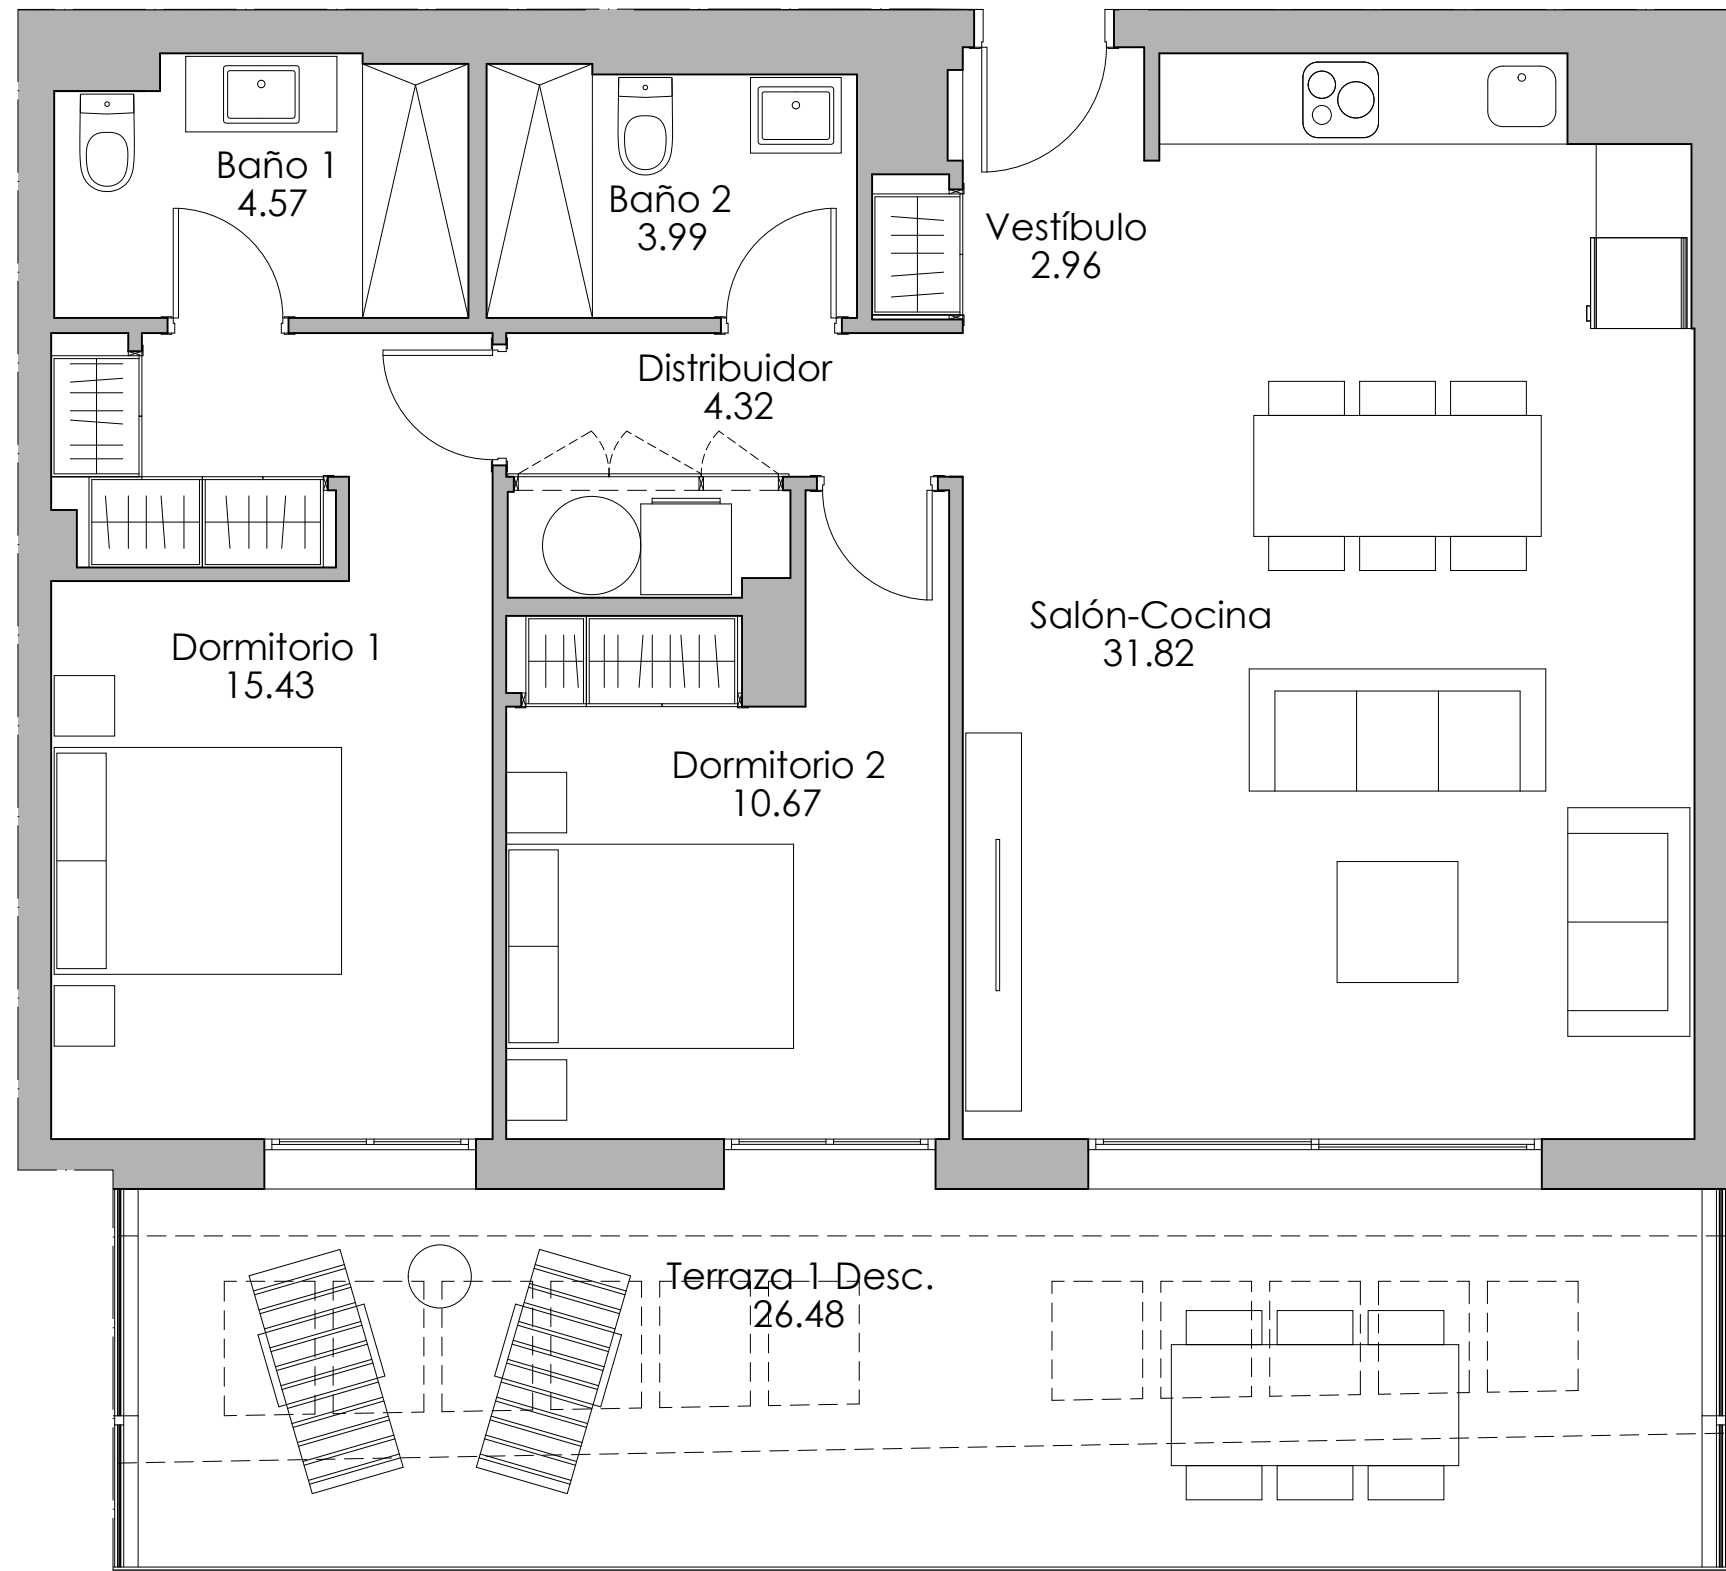 Baño 1
4.57
Baño 2
3.99
Vestíbulo
2.96
Distribuidor
4.32
Salón-Cocina
31.82
Dormitorio 1
15.43
Dormitorio 2
10.67
Terraza 1 Desc.
26.48